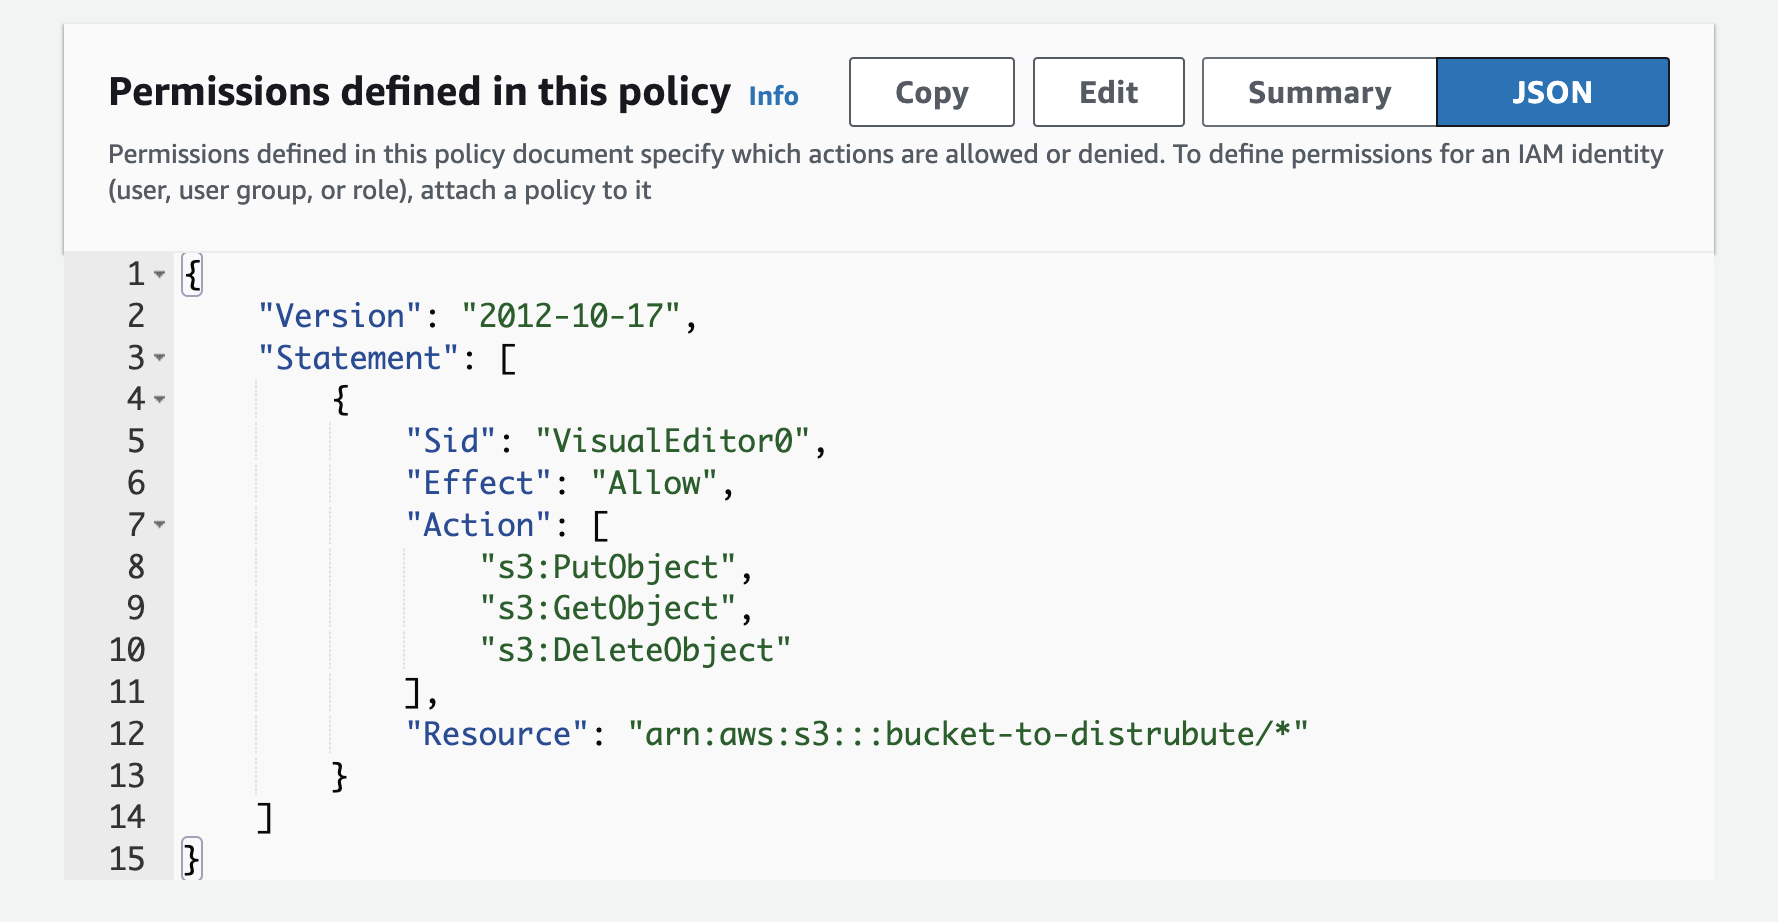 Permissions defined in this policy Info Copy Edit Summary JSON
Permissions defined in this policy document specify which actions are allowed or denied. To define permissions for an IAM identity
(user, user group, or role), attach a policy to it
1 {
2     "Version": "2012-10-17",
3     "Statement": [
4         {
5             "Sid": "VisualEditor0",
6             "Effect": "Allow",
7             "Action": [
8                 "s3:PutObject",
9                 "s3:GetObject",
10                 "s3:DeleteObject"
11             ],
12             "Resource": "arn:aws:s3:::bucket-to-distrubute/*"
13         }
14     ]
15 }